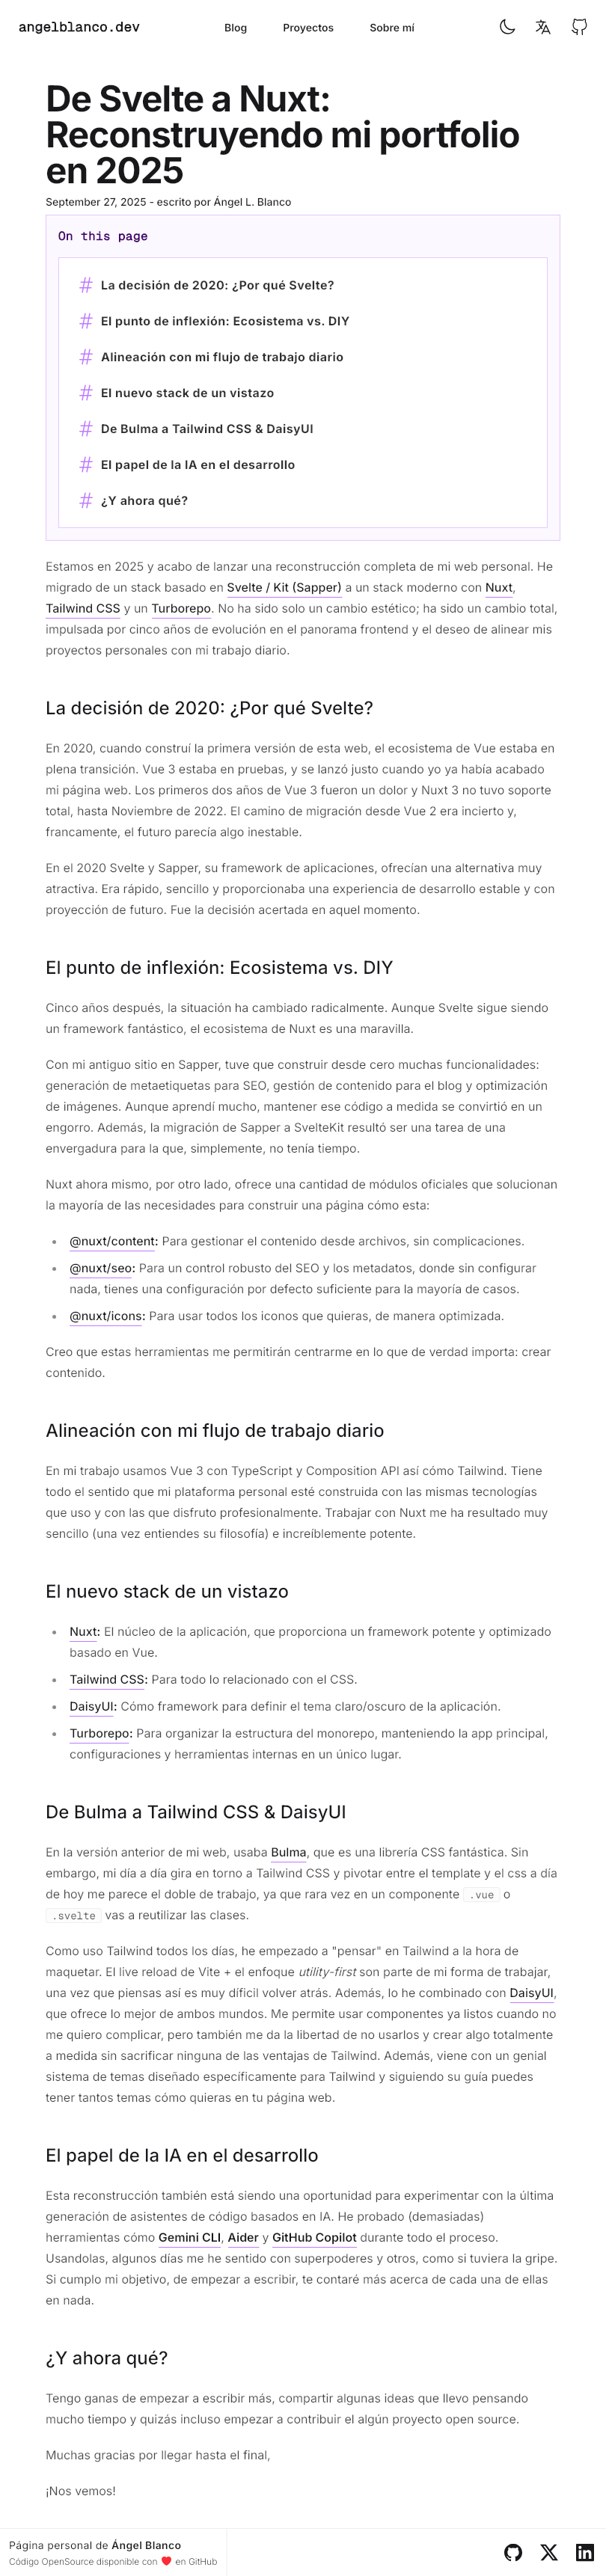 angelblanco.dev
Blog
Proyectos
Sobre mí
De Svelte a Nuxt:
Reconstruyendo mi portfolio
en 2025
September 27, 2025 - escrito por Ángel L. Blanco
On this page
La decisión de 2020: ¿Por qué Svelte?
El punto de inflexión: Ecosistema vs. DIY
Alineación con mi flujo de trabajo diario
El nuevo stack de un vistazo
De Bulma a Tailwind CSS & DaisyUI
El papel de la IA en el desarrollo
¿Y ahora qué?
Estamos en 2025 y acabo de lanzar una reconstrucción completa de mi web personal. He
migrado de un stack basado en Svelte / Kit (Sapper) a un stack moderno con Nuxt,
Tailwind CSS y un Turborepo. No ha sido solo un cambio estético; ha sido un cambio total,
impulsada por cinco años de evolución en el panorama frontend y el deseo de alinear mis
proyectos personales con mi trabajo diario.
La decisión de 2020: ¿Por qué Svelte?
En 2020, cuando construí la primera versión de esta web, el ecosistema de Vue estaba en
plena transición. Vue 3 estaba en pruebas, y se lanzó justo cuando yo ya había acabado
mi página web. Los primeros dos años de Vue 3 fueron un dolor y Nuxt 3 no tuvo soporte
total, hasta Noviembre de 2022. El camino de migración desde Vue 2 era incierto y,
francamente, el futuro parecía algo inestable.
En el 2020 Svelte y Sapper, su framework de aplicaciones, ofrecían una alternativa muy
atractiva. Era rápido, sencillo y proporcionaba una experiencia de desarrollo estable y con
proyección de futuro. Fue la decisión acertada en aquel momento.
El punto de inflexión: Ecosistema vs. DIY
Cinco años después, la situación ha cambiado radicalmente. Aunque Svelte sigue siendo
un framework fantástico, el ecosistema de Nuxt es una maravilla.
Con mi antiguo sitio en Sapper, tuve que construir desde cero muchas funcionalidades:
generación de metaetiquetas para SEO, gestión de contenido para el blog y optimización
de imágenes. Aunque aprendí mucho, mantener ese código a medida se convirtió en un
engorro. Además, la migración de Sapper a SvelteKit resultó ser una tarea de una
envergadura para la que, simplemente, no tenía tiempo.
Nuxt ahora mismo, por otro lado, ofrece una cantidad de módulos oficiales que solucionan
la mayoría de las necesidades para construir una página cómo esta:
@nuxt/content: Para gestionar el contenido desde archivos, sin complicaciones.
@nuxt/seo: Para un control robusto del SEO y los metadatos, donde sin configurar
nada, tienes una configuración por defecto suficiente para la mayoría de casos.
@nuxt/icons: Para usar todos los iconos que quieras, de manera optimizada.
Creo que estas herramientas me permitirán centrarme en lo que de verdad importa: crear
contenido.
Alineación con mi flujo de trabajo diario
En mi trabajo usamos Vue 3 con TypeScript y Composition API así cómo Tailwind. Tiene
todo el sentido que mi plataforma personal esté construida con las mismas tecnologías
que uso y con las que disfruto profesionalmente. Trabajar con Nuxt me ha resultado muy
sencillo (una vez entiendes su filosofía) e increíblemente potente.
El nuevo stack de un vistazo
Nuxt: El núcleo de la aplicación, que proporciona un framework potente y optimizado
basado en Vue.
Tailwind CSS: Para todo lo relacionado con el CSS.
DaisyUI: Cómo framework para definir el tema claro/oscuro de la aplicación.
Turborepo: Para organizar la estructura del monorepo, manteniendo la app principal,
configuraciones y herramientas internas en un único lugar.
De Bulma a Tailwind CSS & DaisyUI
En la versión anterior de mi web, usaba Bulma, que es una librería CSS fantástica. Sin
embargo, mi día a día gira en torno a Tailwind CSS y pivotar entre el template y el css a día
de hoy me parece el doble de trabajo, ya que rara vez en un componente .vue o
.svelte vas a reutilizar las clases.
Como uso Tailwind todos los días, he empezado a "pensar" en Tailwind a la hora de
maquetar. El live reload de Vite + el enfoque utility-first son parte de mi forma de trabajar,
una vez que piensas así es muy difícil volver atrás. Además, lo he combinado con DaisyUI,
que ofrece lo mejor de ambos mundos. Me permite usar componentes ya listos cuando no
me quiero complicar, pero también me da la libertad de no usarlos y crear algo totalmente
a medida sin sacrificar ninguna de las ventajas de Tailwind. Además, viene con un genial
sistema de temas diseñado específicamente para Tailwind y siguiendo su guía puedes
tener tantos temas cómo quieras en tu página web.
El papel de la IA en el desarrollo
Esta reconstrucción también está siendo una oportunidad para experimentar con la última
generación de asistentes de código basados en IA. He probado (demasiadas)
herramientas cómo Gemini CLI, Aider y GitHub Copilot durante todo el proceso.
Usandolas, algunos días me he sentido con superpoderes y otros, como si tuviera la gripe.
Si cumplo mi objetivo, de empezar a escribir, te contaré más acerca de cada una de ellas
en nada.
¿Y ahora qué?
Tengo ganas de empezar a escribir más, compartir algunas ideas que llevo pensando
mucho tiempo y quizás incluso empezar a contribuir el algún proyecto open source.
Muchas gracias por llegar hasta el final,
¡Nos vemos!
Página personal de Ángel Blanco
Código OpenSource disponible con ❤️ en GitHub